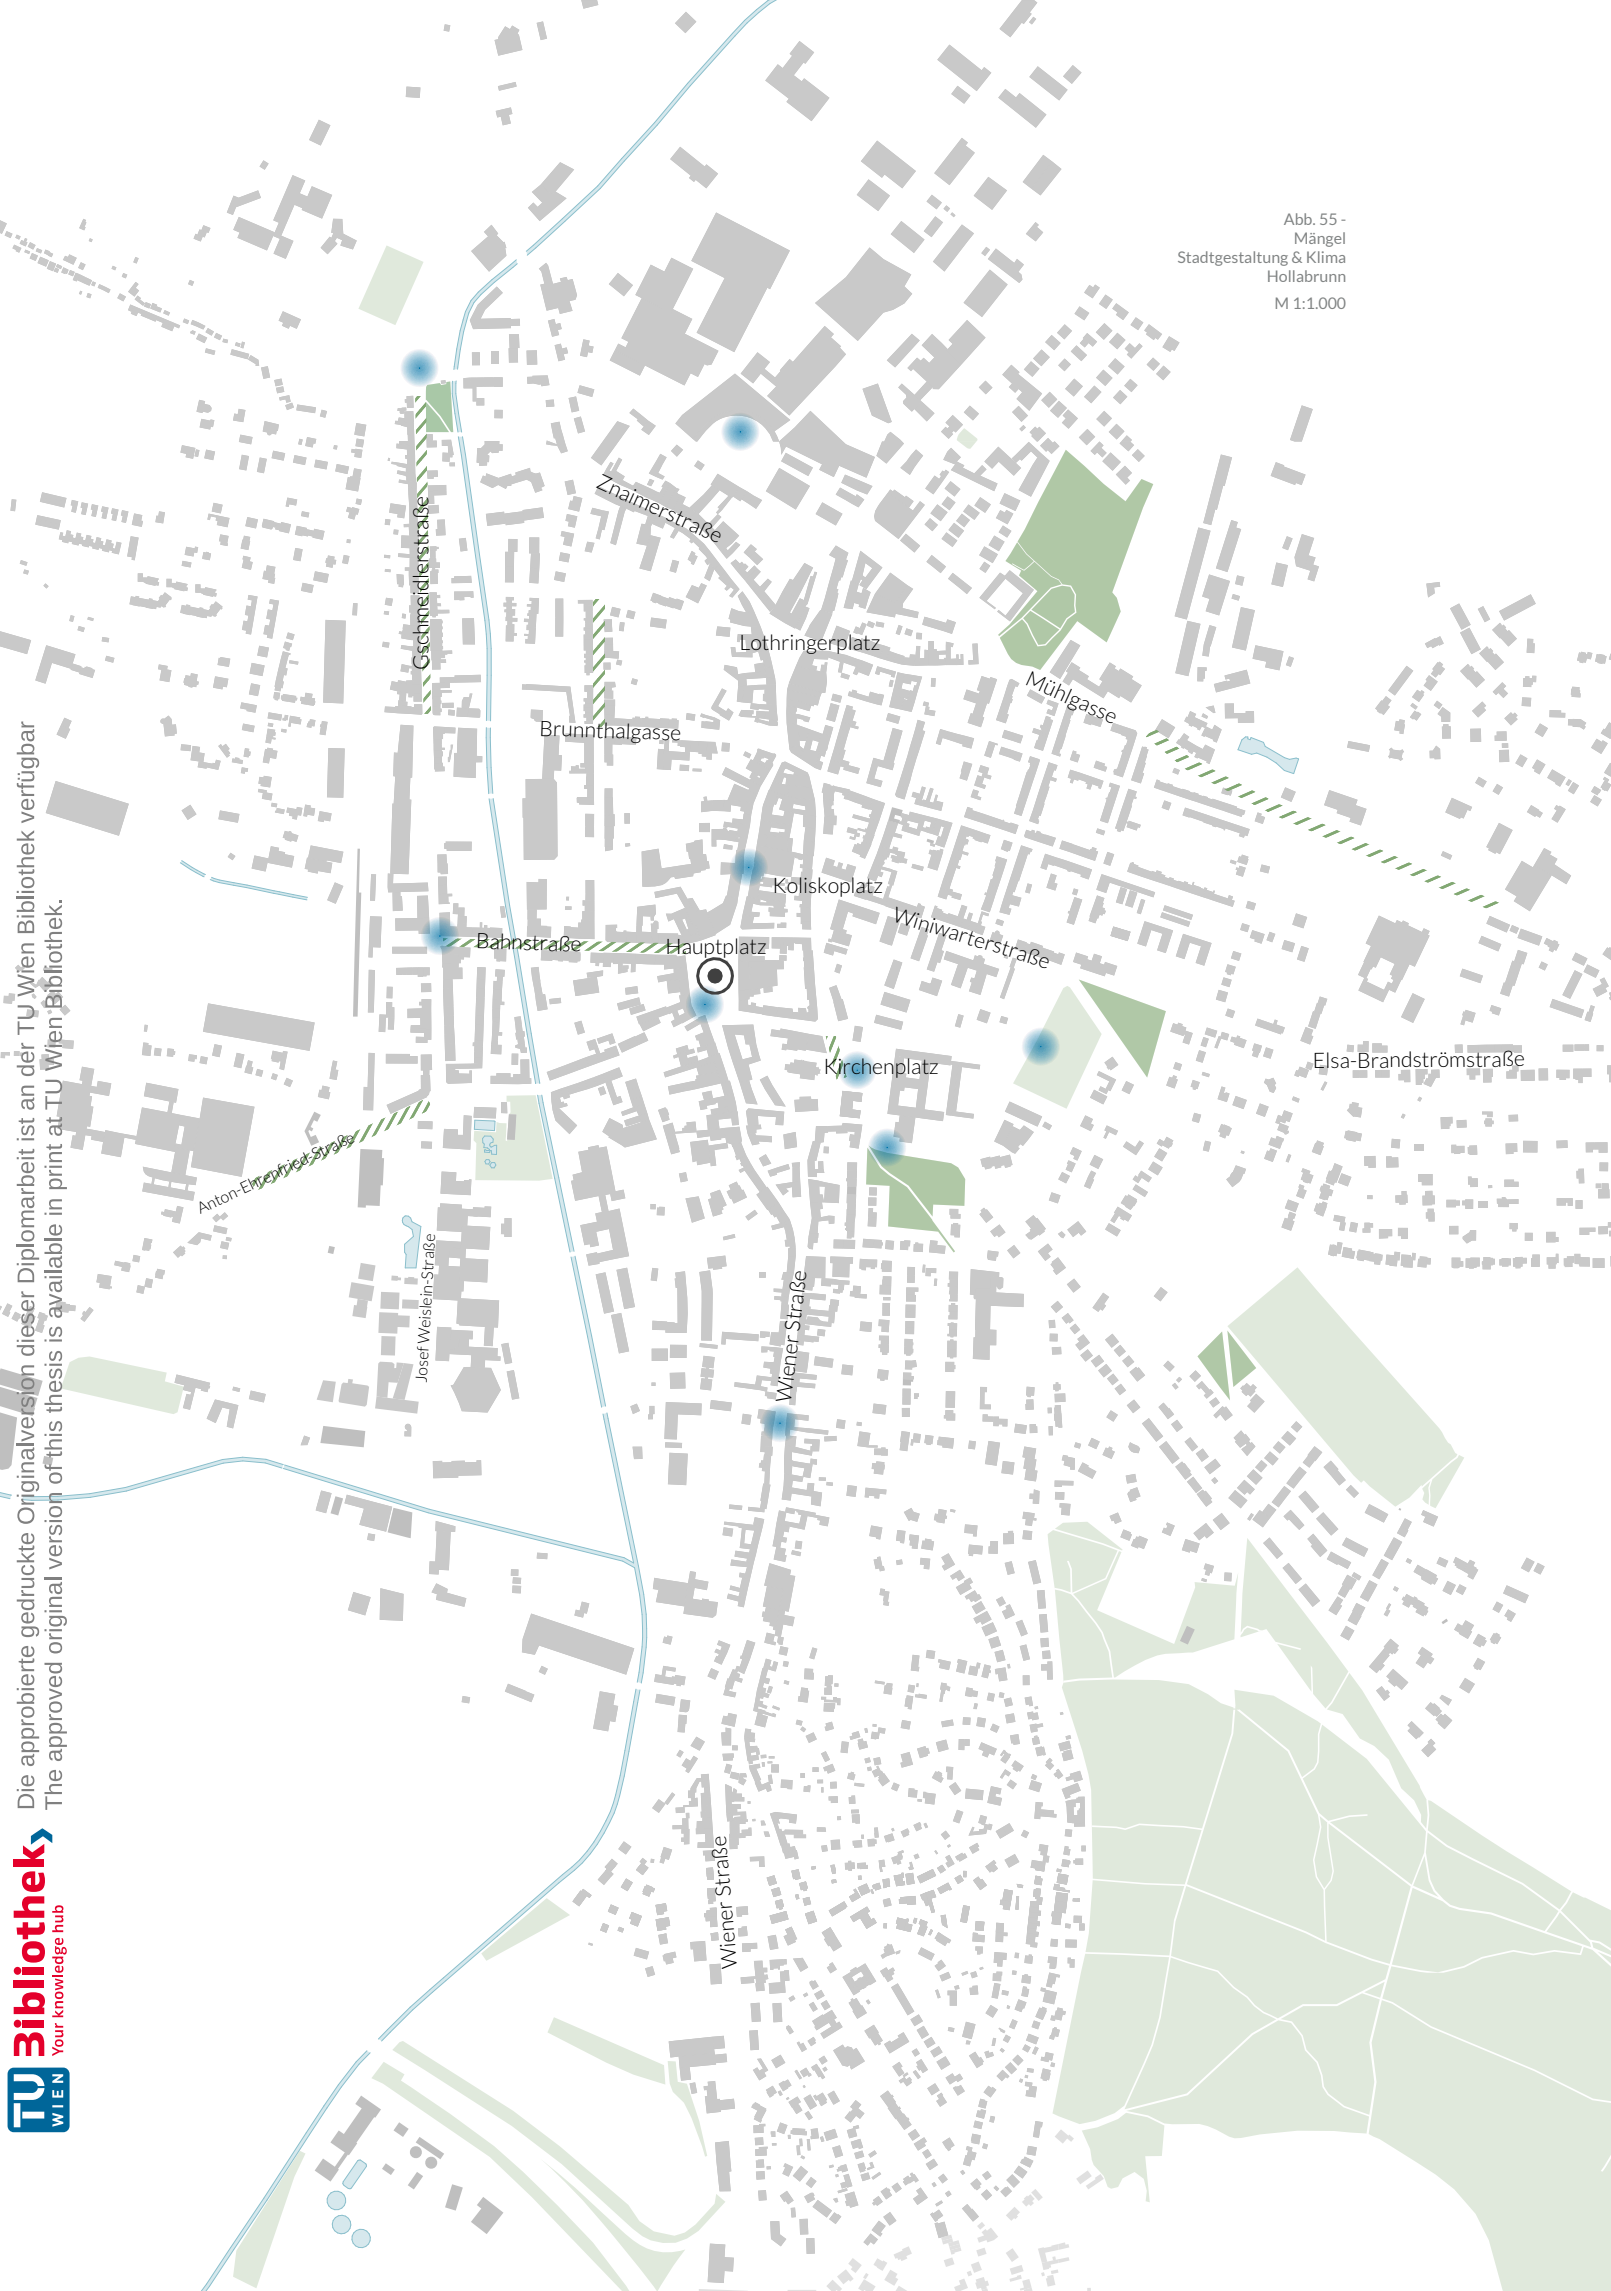 Abb. 55 -
Mängel
Stadtgestaltung & Klima
Hollabrunn
M 1:1.000
Znaimerstraße
Gschmeidlerstraße
Lothringerplatz
Mühlgasse
Brunnthalgasse
Koliskoplatz
Winiwarterstraße
Bahnstraße
Hauptplatz
Kirchenplatz
Elsa-Brandströmstraße
Anton-Ehrenfried-Straße
Josef Weislein-Straße
Wiener Straße
Wiener Straße
Die approbierte gedruckte Originalversion dieser Diplomarbeit ist an der TU Wien Bibliothek verfügbar
The approved original version of this thesis is available in print at TU Wien Bibliothek.
Bibliothek
Your knowledge hub
TU
WIEN